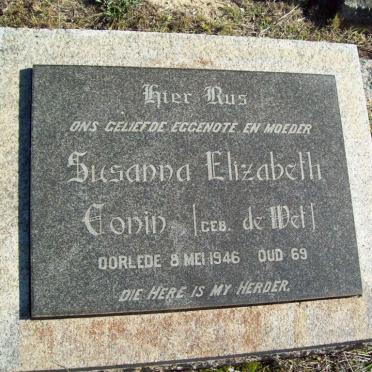 Hier Rus
ONS GELIEFDE EGGENOTE EN MOEDER
Susanna Elizabeth
Conin [GEB. de Wet]
OORLEDE 8 MEI 1946 OUD 69
DIE HERE IS MY HERDER.